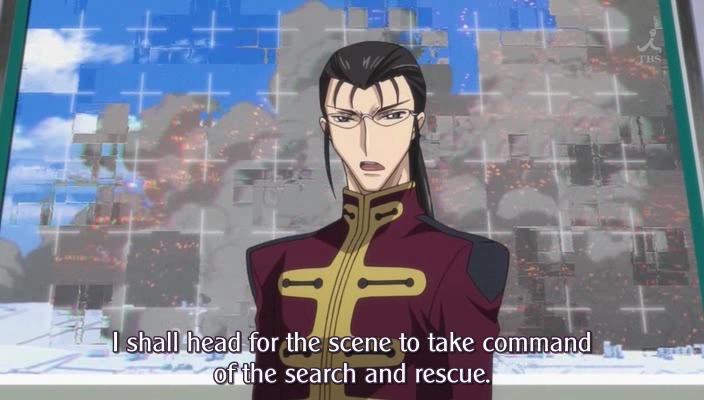 TBS
I shall head for the scene to take command
of the search and rescue.